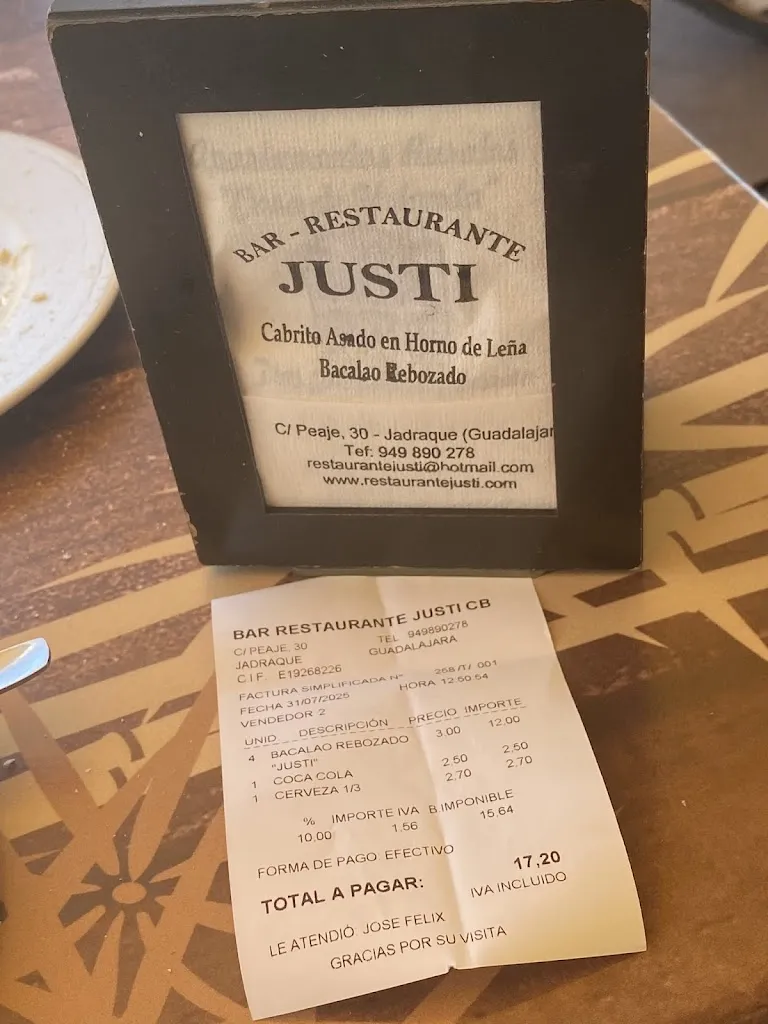 BAR - RESTAURANTE
JUSTI
Cabrito Asado en Horno de Leña
Bacalao Rebozado
C/ Peaje, 30 - Jadraque (Guadalajar
Tef: 949 890 278
restaurantejusti@hotmail.com
www.restaurantejusti.com
BAR RESTAURANTE JUSTI CB
C/ PEAJE, 30 TEL 949890278
JADRAQUE GUADALAJARA
C.I.F. E19268226
FACTURA SIMPLIFICADA Nº 258 /T/ 001
FECHA 31/07/2025 HORA 12:50:54
VENDEDOR 2
UNID DESCRIPCIÓN PRECIO IMPORTE
4 BACALAO REBOZADO 3,00 12,00
"JUSTI"
1 COCA COLA 2,50 2,50
1 CERVEZA 1/3 2,70 2,70
% IMPORTE IVA B.IMPONIBLE
10,00 1,56 15,64
FORMA DE PAGO EFECTIVO
TOTAL A PAGAR: 17,20
IVA INCLUIDO
LE ATENDIÓ JOSE FELIX
GRACIAS POR SU VISITA